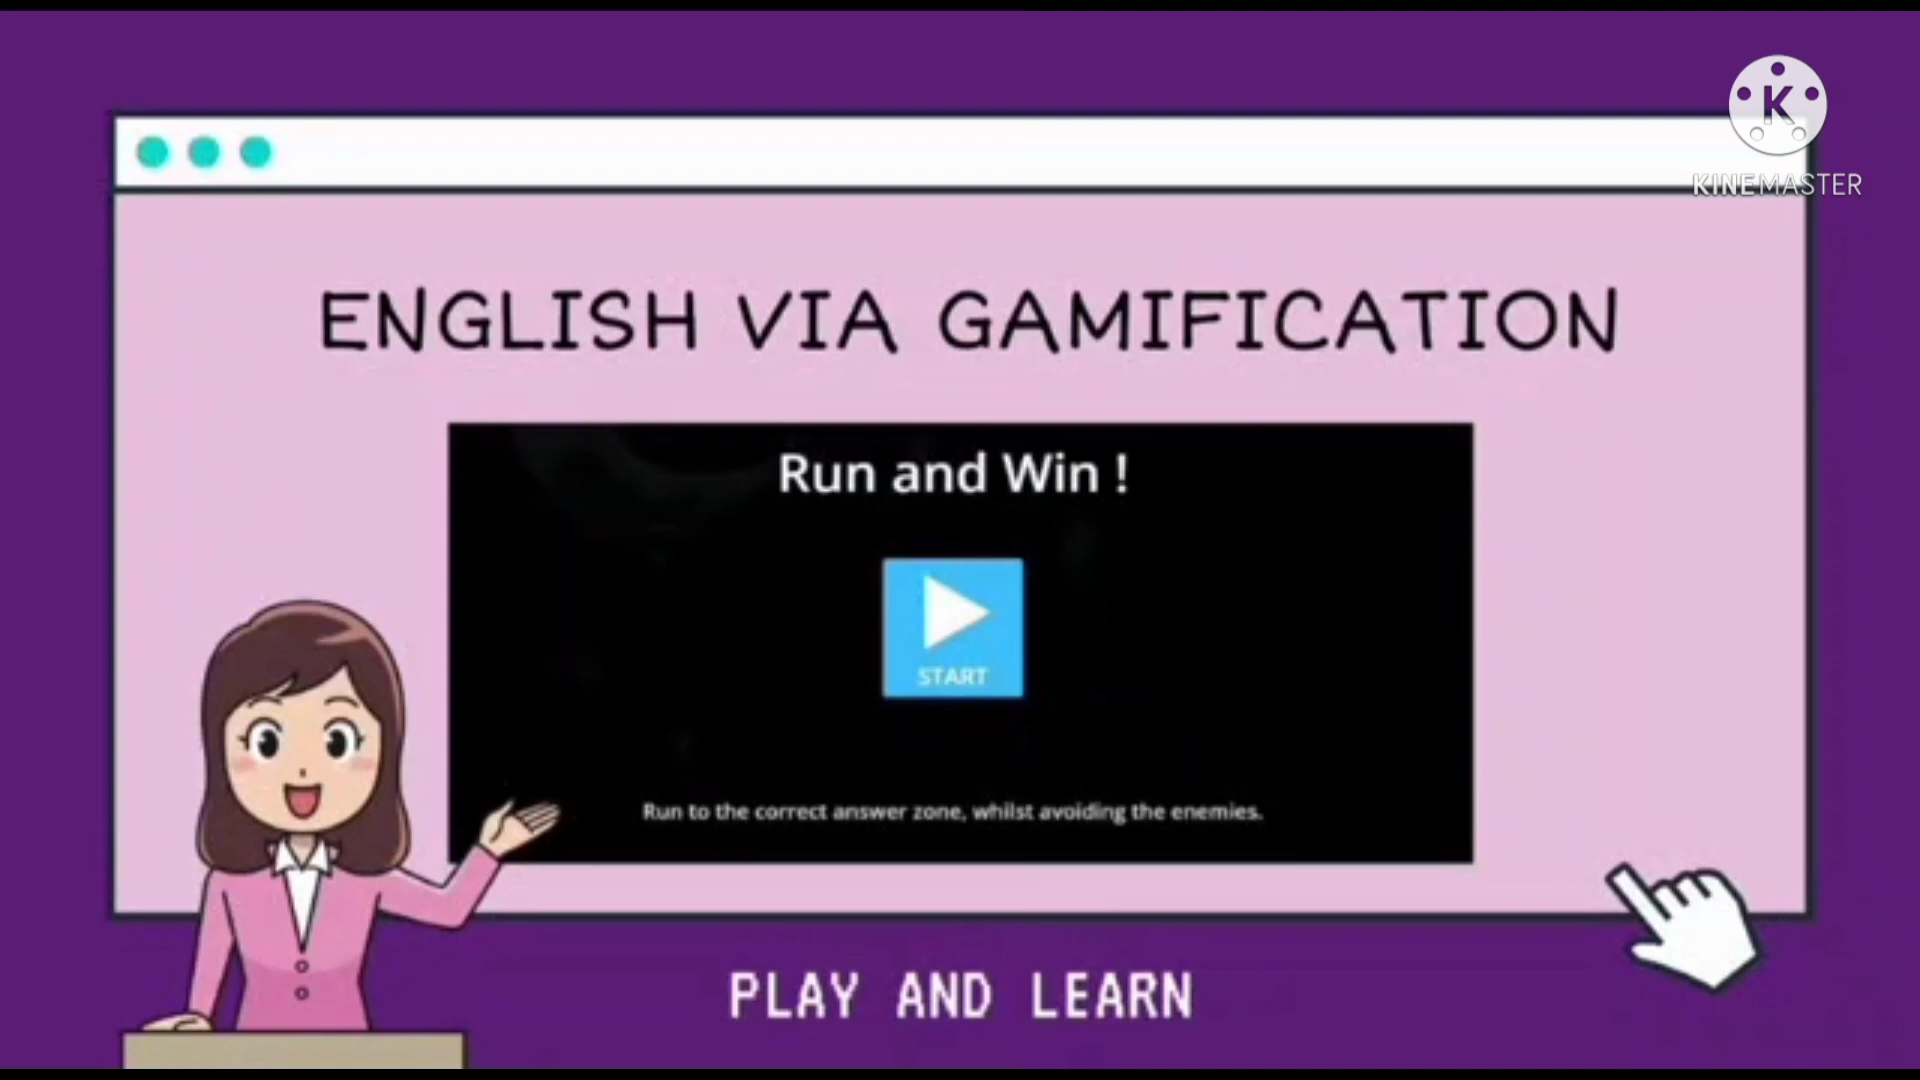 K
KINEMASTER
ENGLISH VIA GAMIFICATION
Run and Win !
START
Run to the correct answer zone, whilst avoiding the enemies.
PLAY AND LEARN